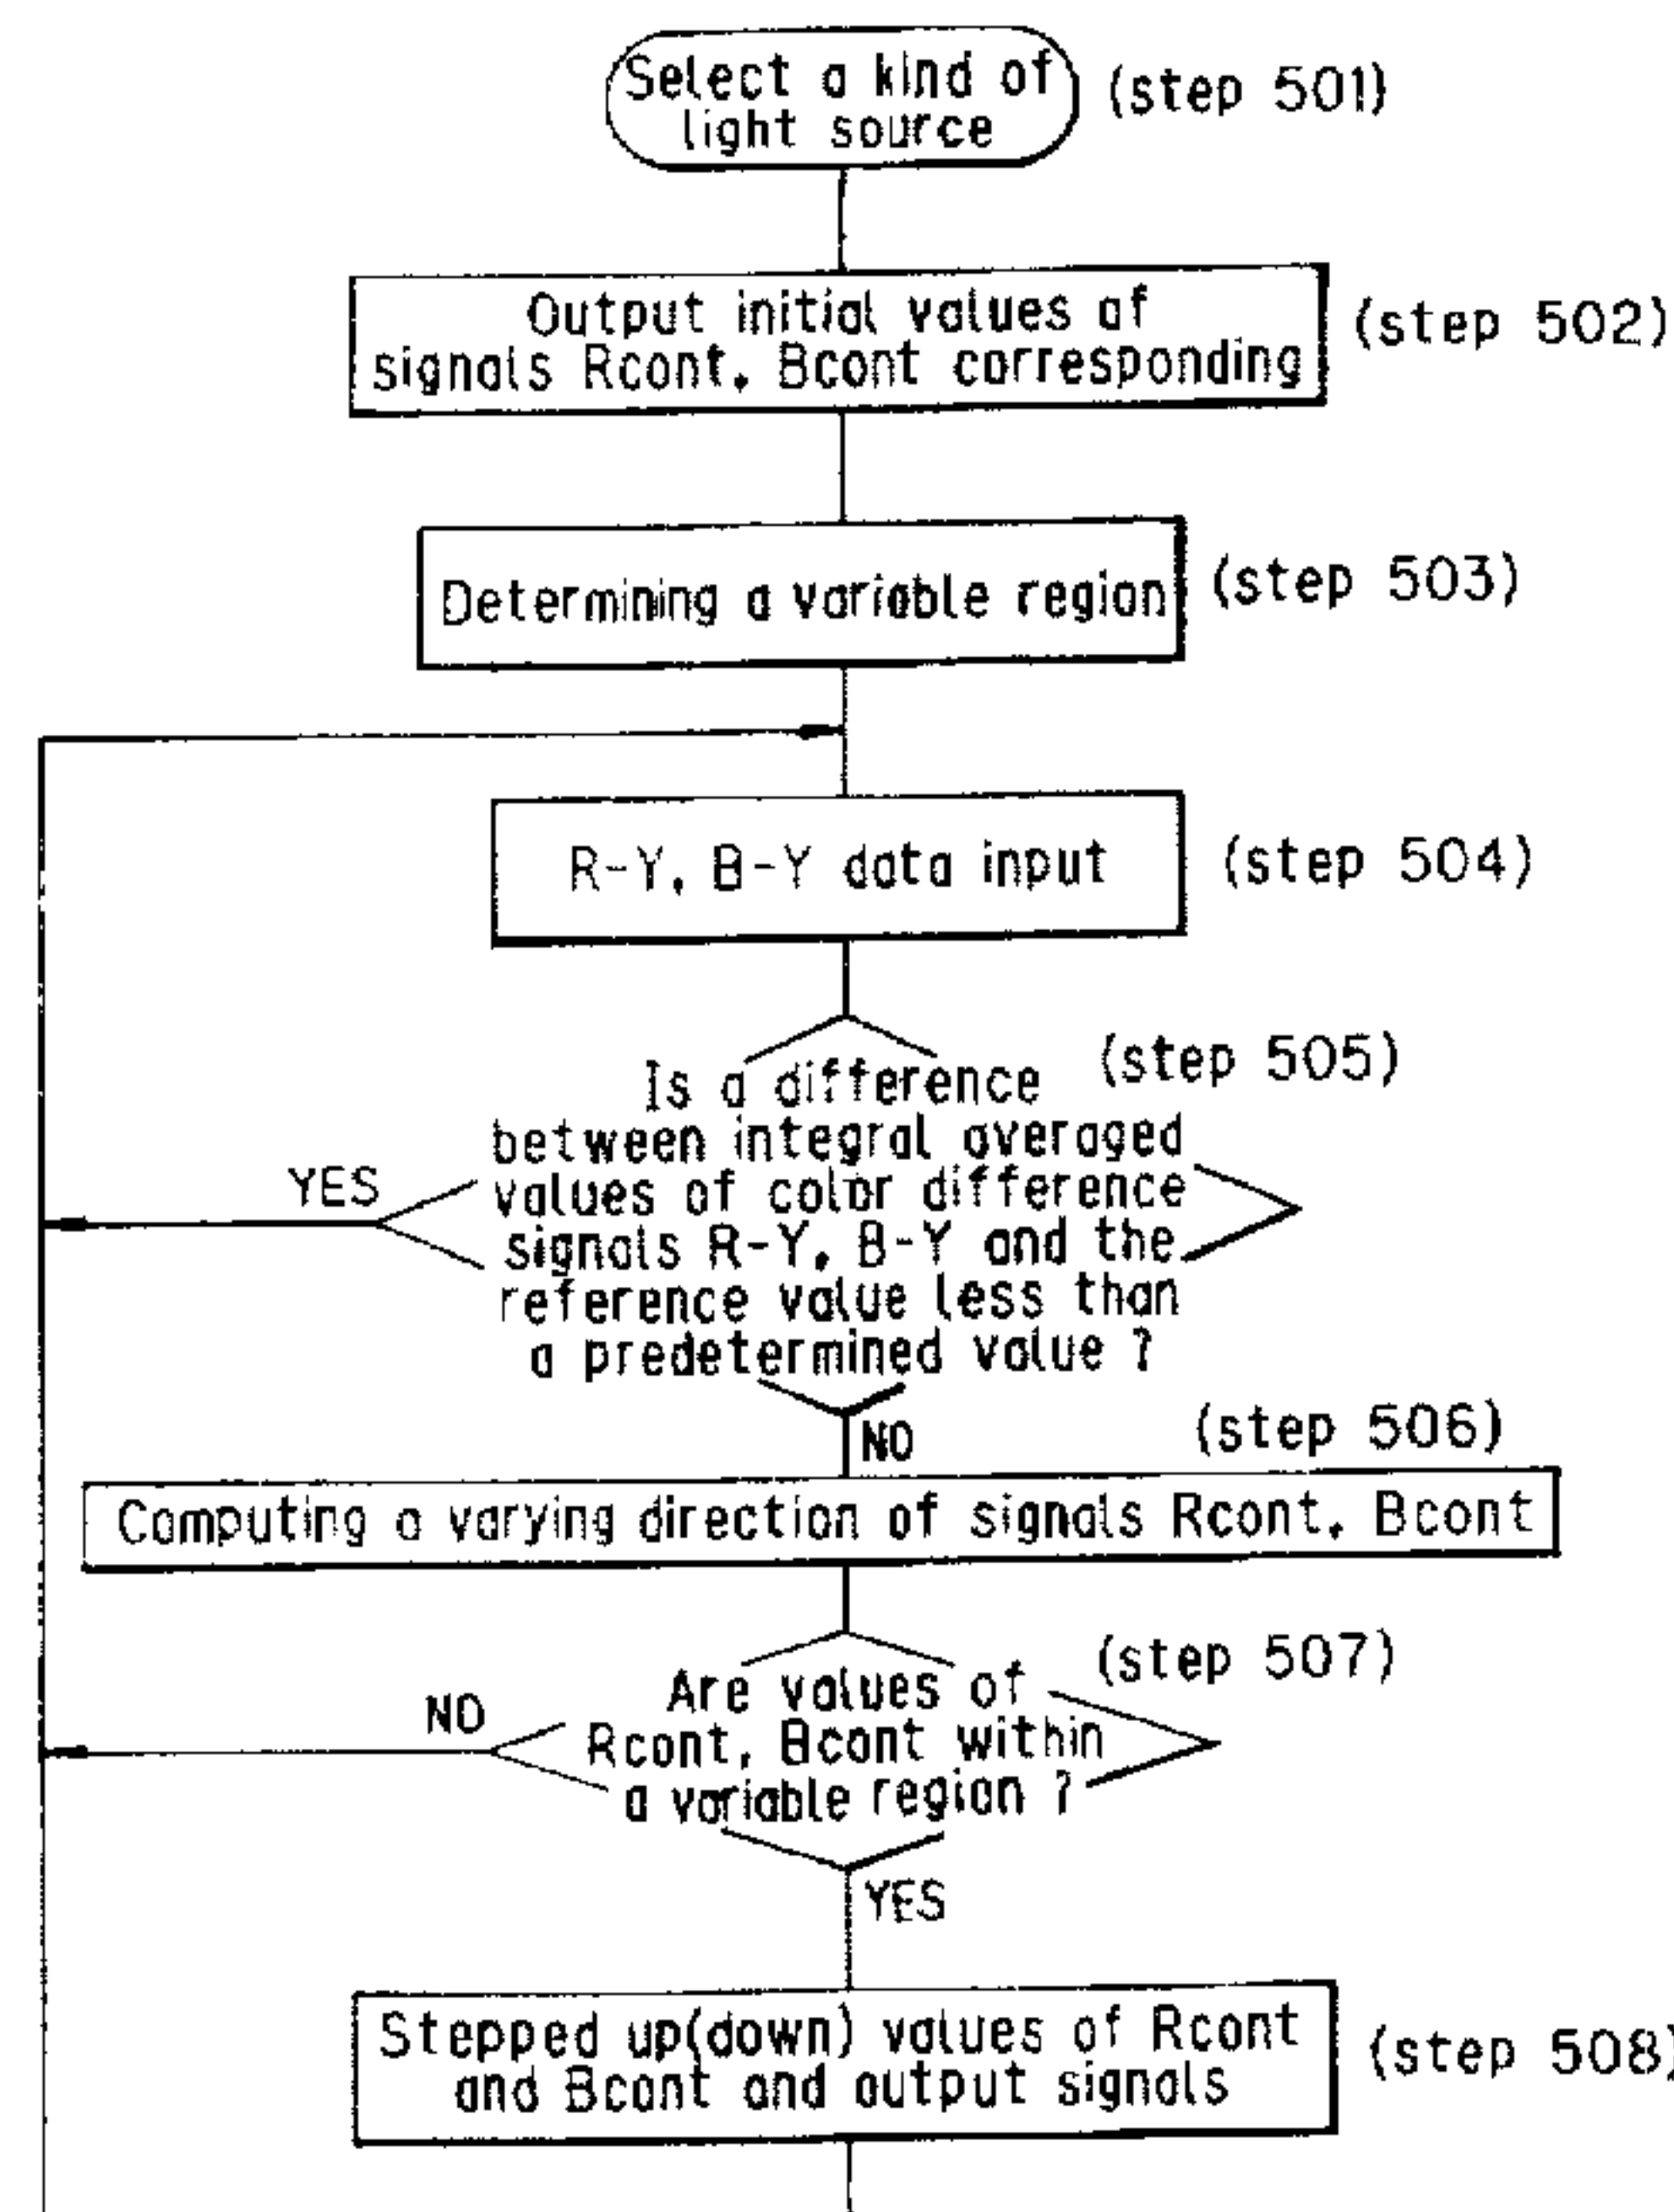 Select a kind of
light source
(step 501)
Output initial values of
signals Rcont, Bcont corresponding
(step 502)
Determining a variable region
(step 503)
R-Y, B-Y data input
(step 504)
Is a difference
between integral averaged
values of color difference
signals R-Y, B-Y and the
reference value less than
a predetermined value ?
(step 505)
YES
NO
(step 506)
Computing a varying direction of signals Rcont, Bcont
Are values of
Rcont, Bcont within
a variable region ?
(step 507)
NO
YES
Stepped up(down) values of Rcont
and Bcont and output signals
(step 508)